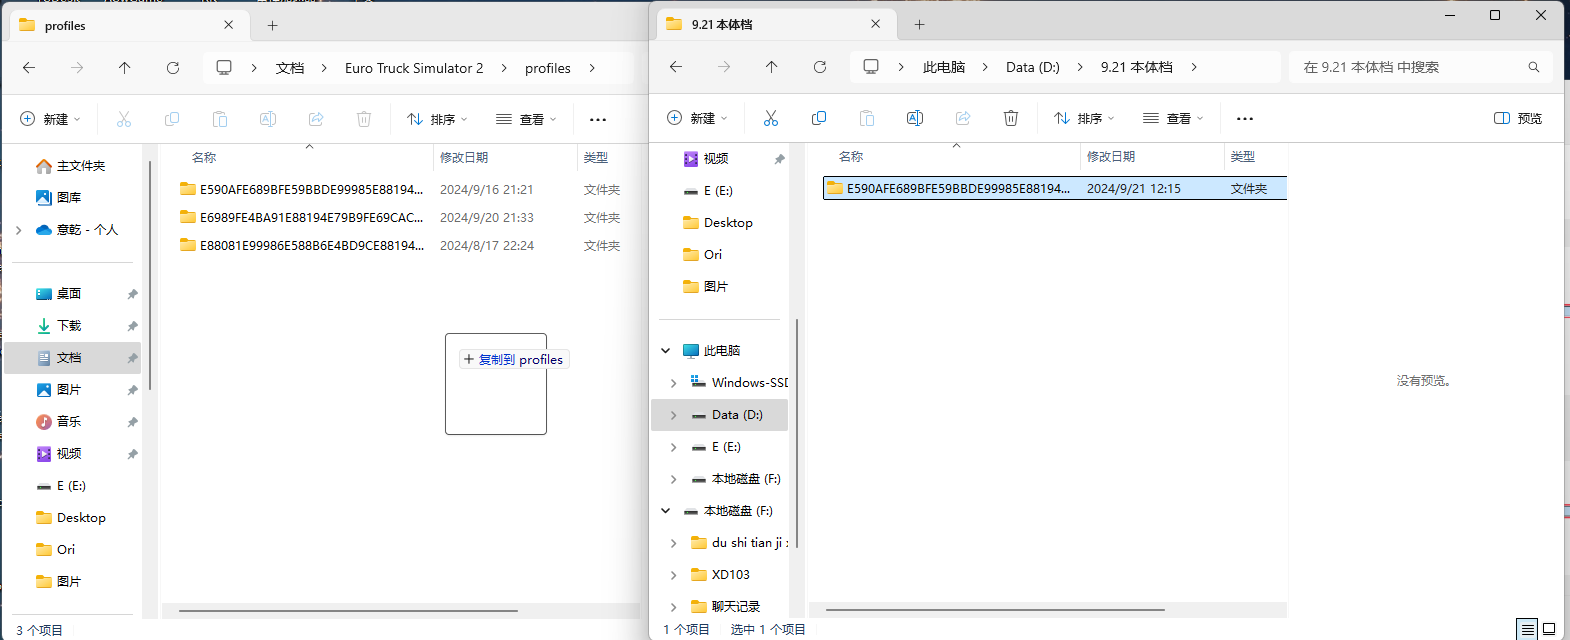 profiles
文档
Euro Truck Simulator 2
profiles
新建
排序
查看
主文件夹
图库
意乾 - 个人
桌面
下载
文档
图片
音乐
视频
E (E:)
Desktop
Ori
图片
名称
修改日期
类型
E590AFE689BFE59BBDE99985E88194...
2024/9/16 21:21
文件夹
E6989FE4BA91E88194E79B9FE69CAC...
2024/9/20 21:33
文件夹
E88081E99986E588B6E4BD9CE88194...
2024/8/17 22:24
文件夹
复制到 profiles
3 个项目
9.21 本体档
此电脑
Data (D:)
9.21 本体档
在 9.21 本体档 中搜索
新建
排序
查看
预览
视频
E (E:)
Desktop
Ori
图片
此电脑
Windows-SSD
Data (D:)
E (E:)
本地磁盘 (F:)
本地磁盘 (F:)
du shi tian ji
XD103
聊天记录
名称
修改日期
类型
E590AFE689BFE59BBDE99985E88194...
2024/9/21 12:15
文件夹
没有预览。
1 个项目
选中 1 个项目